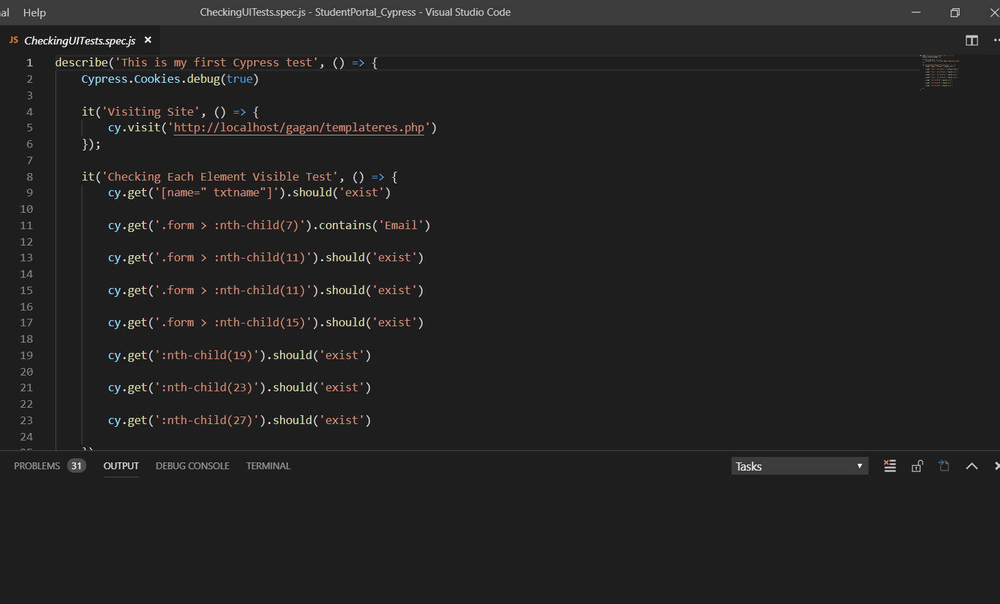 al Help CheckingUITests.spec.js - StudentPortal_Cypress - Visual Studio Code
JS CheckingUITests.spec.js
1 describe('This is my first Cypress test', () => {
2 Cypress.Cookies.debug(true)
3
4 it('Visiting Site', () => {
5 cy.visit('http://localhost/gagan/templateres.php')
6 });
7
8 it('Checking Each Element Visible Test', () => {
9 cy.get('[name=" txtname"]').should('exist')
10
11 cy.get('.form > :nth-child(7)').contains('Email')
12
13 cy.get('.form > :nth-child(11)').should('exist')
14
15 cy.get('.form > :nth-child(11)').should('exist')
16
17 cy.get('.form > :nth-child(15)').should('exist')
18
19 cy.get(':nth-child(19)').should('exist')
20
21 cy.get(':nth-child(23)').should('exist')
22
23 cy.get(':nth-child(27)').should('exist')
24
PROBLEMS 31 OUTPUT DEBUG CONSOLE TERMINAL Tasks